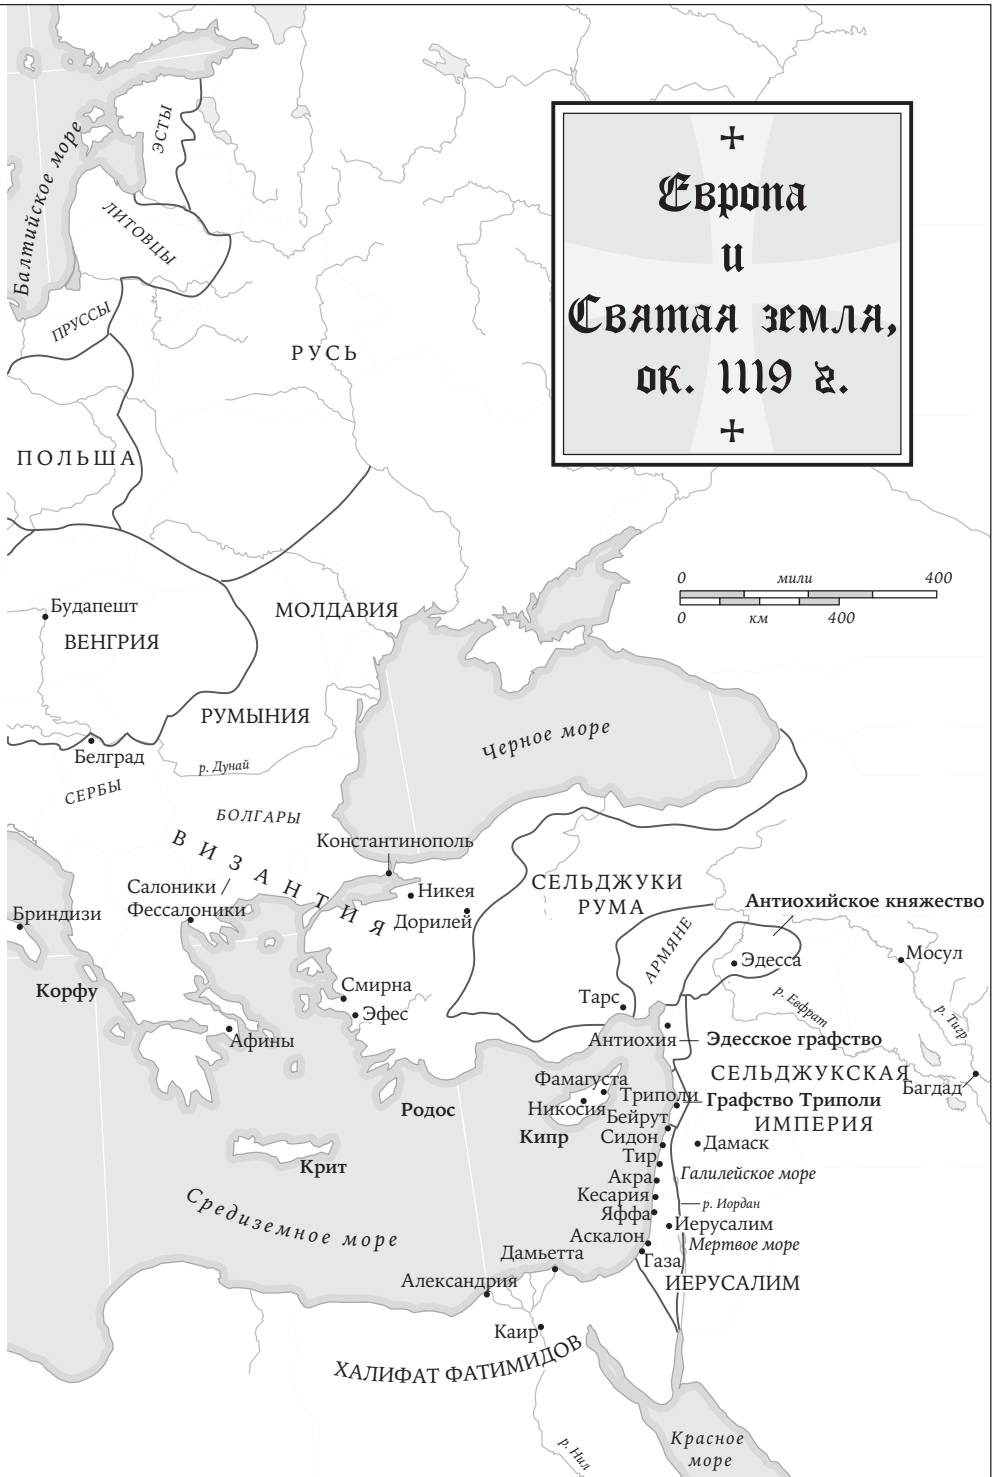 Европа
и
Святая земля,
ок. 1119 г.
ЭСТЫ
Балтийское море
ЛИТОВЦЫ
ПРУССЫ
РУСЬ
ПОЛЬША
0 мили 400
0 км 400
Будапешт
ВЕНГРИЯ
МОЛДАВИЯ
РУМЫНИЯ
Черное море
Белград
р. Дунай
СЕРБЫ
БОЛГАРЫ
ВИЗАНТИЯ
Константинополь
Салоники /
Фессалоники
Никея
Дорилей
СЕЛЬДЖУКИ
РУМА
Антиохийское княжество
Бриндизи
АРМЯНЕ
Эдесса
Мосул
Корфу
Смирна
Эфес
Тарс
р. Евфрат
р. Тигр
Афины
Антиохия
Эдесское графство
СЕЛЬДЖУКСКАЯ
ИМПЕРИЯ
Багдад
Фамагуста
Никосия
Кипр
Родос
Триполи
Графство Триполи
Бейрут
Сидон
Дамаск
Тир
Крит
Акра
Галилейское море
Кесария
Яффа
р. Иордан
Средиземное море
Аскалон
Иерусалим
Мертвое море
Дамьетта
Газа
Александрия
ИЕРУСАЛИМ
Каир
ХАЛИФАТ ФАТИМИДОВ
р. Нил
Красное
море